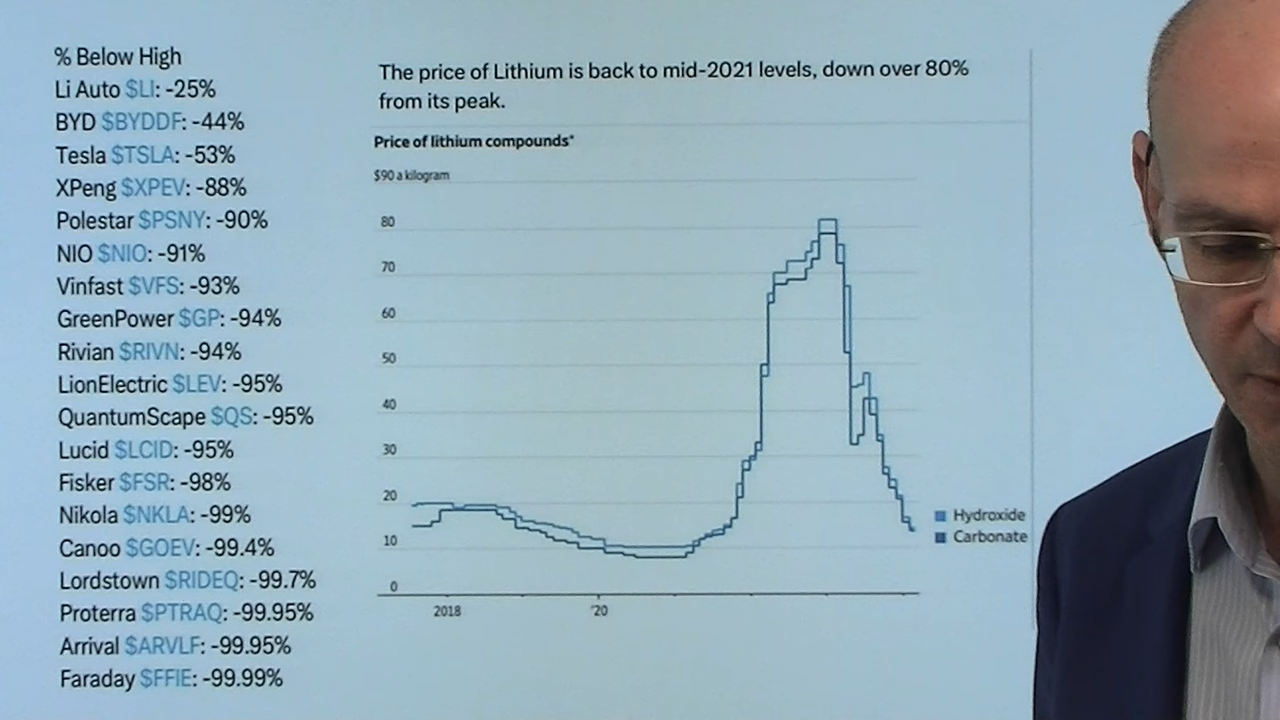 % Below High
Li Auto $LI: -25%
BYD $BYDDF: -44%
Tesla $TSLA: -53%
XPeng $XPEV: -88%
Polestar $PSNY: -90%
NIO $NIO: -91%
Vinfast $VFS: -93%
GreenPower $GP: -94%
Rivian $RIVN: -94%
LionElectric $LEV: -95%
QuantumScape $QS: -95%
Lucid $LCID: -95%
Fisker $FSR: -98%
Nikola $NKLA: -99%
Canoo $GOEV: -99.4%
Lordstown $RIDEQ: -99.7%
Proterra $PTRAQ: -99.95%
Arrival $ARVLF: -99.95%
Faraday $FFIE: -99.99%
The price of Lithium is back to mid-2021 levels, down over 80%
from its peak.
Price of lithium compounds*
$90 a kilogram
80
70
60
50
40
30
20
10
0
2018 '20
Hydroxide
Carbonate